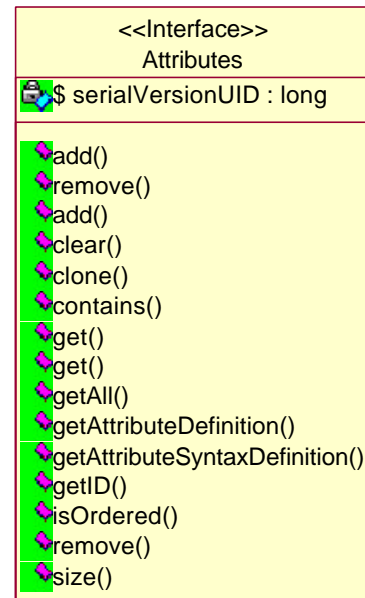 <<Interface>>
Attributes
$ serialVersionUID : long
add()
remove()
add()
clear()
clone()
contains()
get()
get()
getAll()
getAttributeDefinition()
getAttributeSyntaxDefinition()
getID()
isOrdered()
remove()
size()